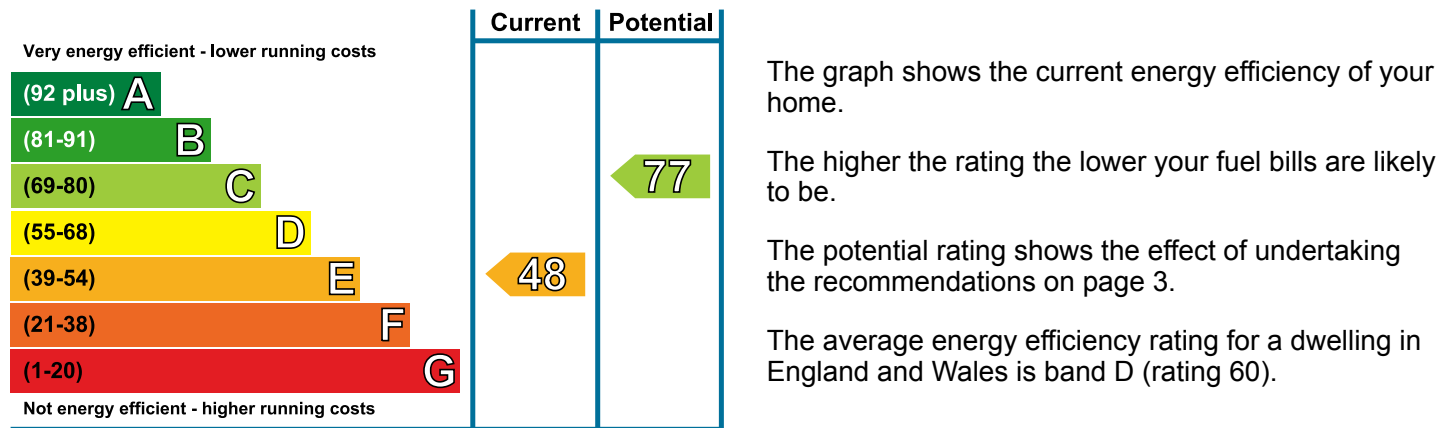 Current Potential
Very energy efficient - lower running costs
(92 plus) A
(81-91) B
(69-80) C
77
(55-68) D
(39-54) E
48
(21-38) F
(1-20) G
Not energy efficient - higher running costs
The graph shows the current energy efficiency of your
home.
The higher the rating the lower your fuel bills are likely
to be.
The potential rating shows the effect of undertaking
the recommendations on page 3.
The average energy efficiency rating for a dwelling in
England and Wales is band D (rating 60).